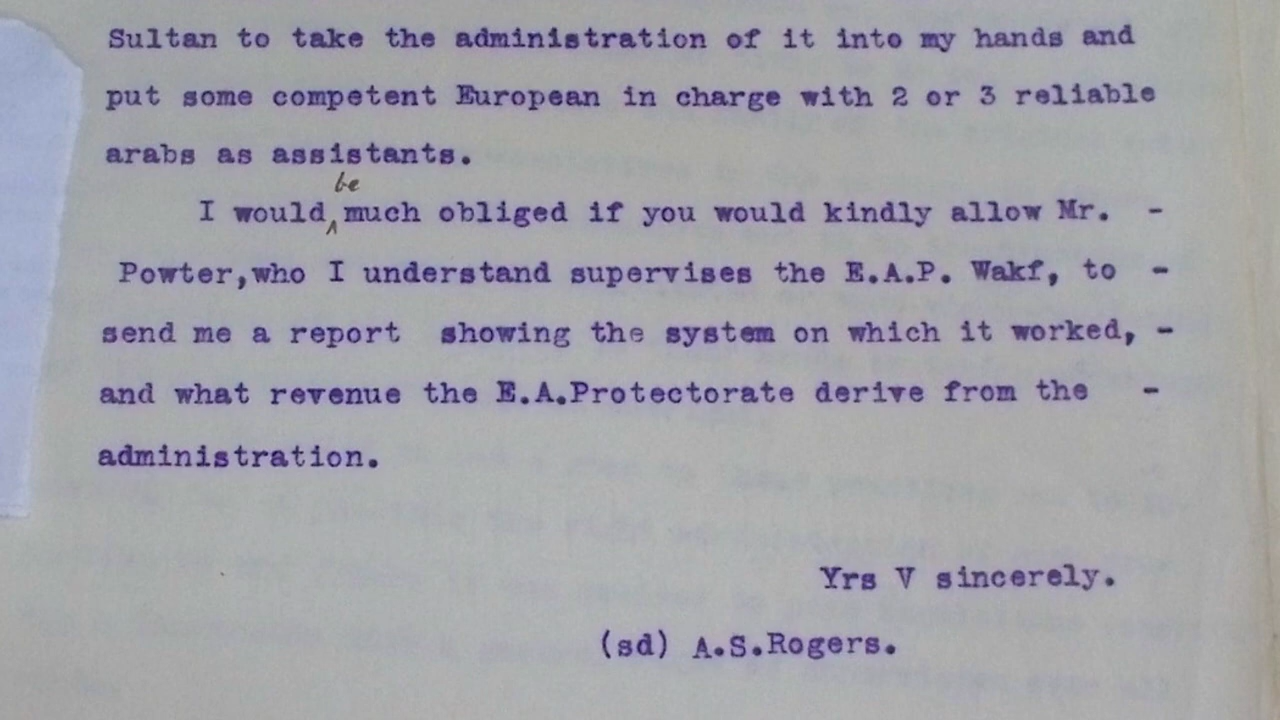 Sultan to take the administration of it into my hands and
put some competent European in charge with 2 or 3 reliable
arabs as assistants.
be
I would ^ much obliged if you would kindly allow Mr. -
Powter,who I understand supervises the E.A.P. Wakf, to -
send me a report showing the system on which it worked, -
and what revenue the E.A.Protectorate derive from the -
administration.
Yrs V sincerely.
(sd) A.S.Rogers.